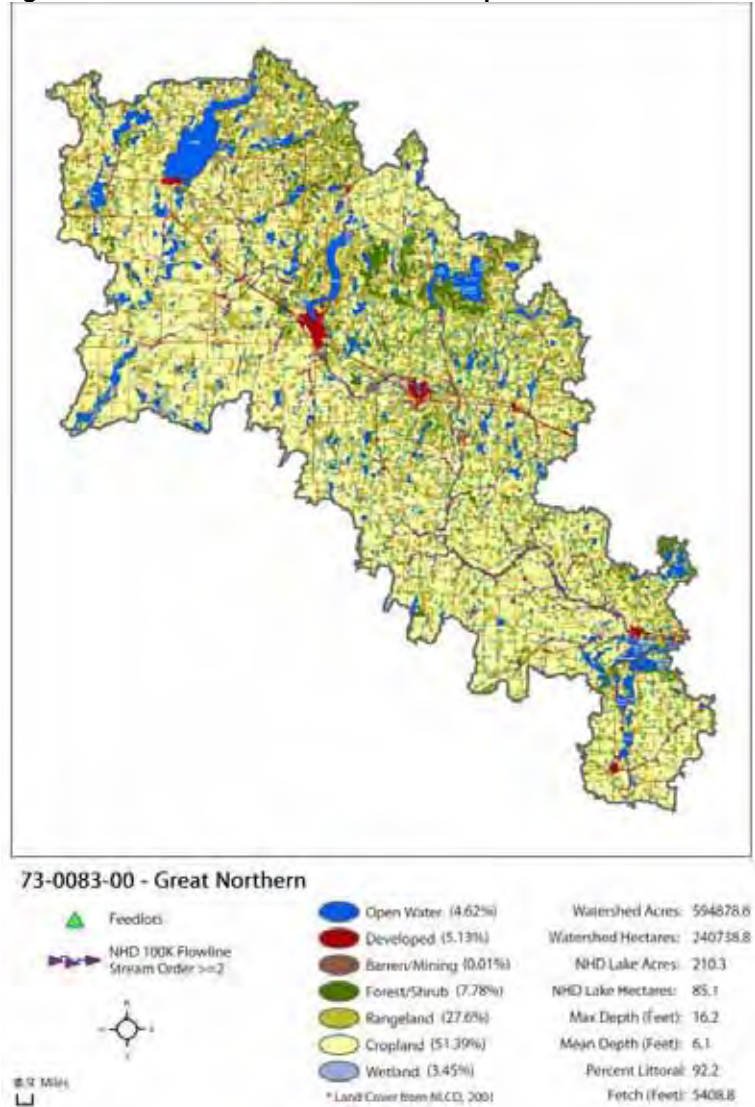 73-0083-00 - Great Northern
Feedlots
NHD 100K Flowline
Stream Order >=2
Miles
Open Water (4.62%)
Developed (5.13%)
Barren/Mining (0.01%)
Forest/Shrub (7.78%)
Rangeland (27.6%)
Cropland (51.39%)
Wetland (3.45%)
* Land Cover from NLCD, 2001
Watershed Acres: 594878.6
Watershed Hectares: 240738.8
NHD Lake Acres: 210.3
NHD Lake Hectares: 85.1
Max Depth (Feet): 16.2
Mean Depth (Feet): 6.1
Percent Littoral: 92.2
Fetch (Feet): 5408.8